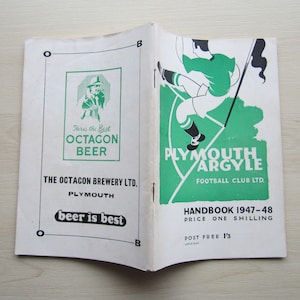 O B
There's the Best
OCTAGON
BEER
THE OCTAGON BREWERY LTD.
PLYMOUTH
beer is best
O B
PLYMOUTH
ARGYLE
FOOTBALL CLUB LTD.
HANDBOOK 1947-48
PRICE ONE SHILLING
POST FREE 1/5